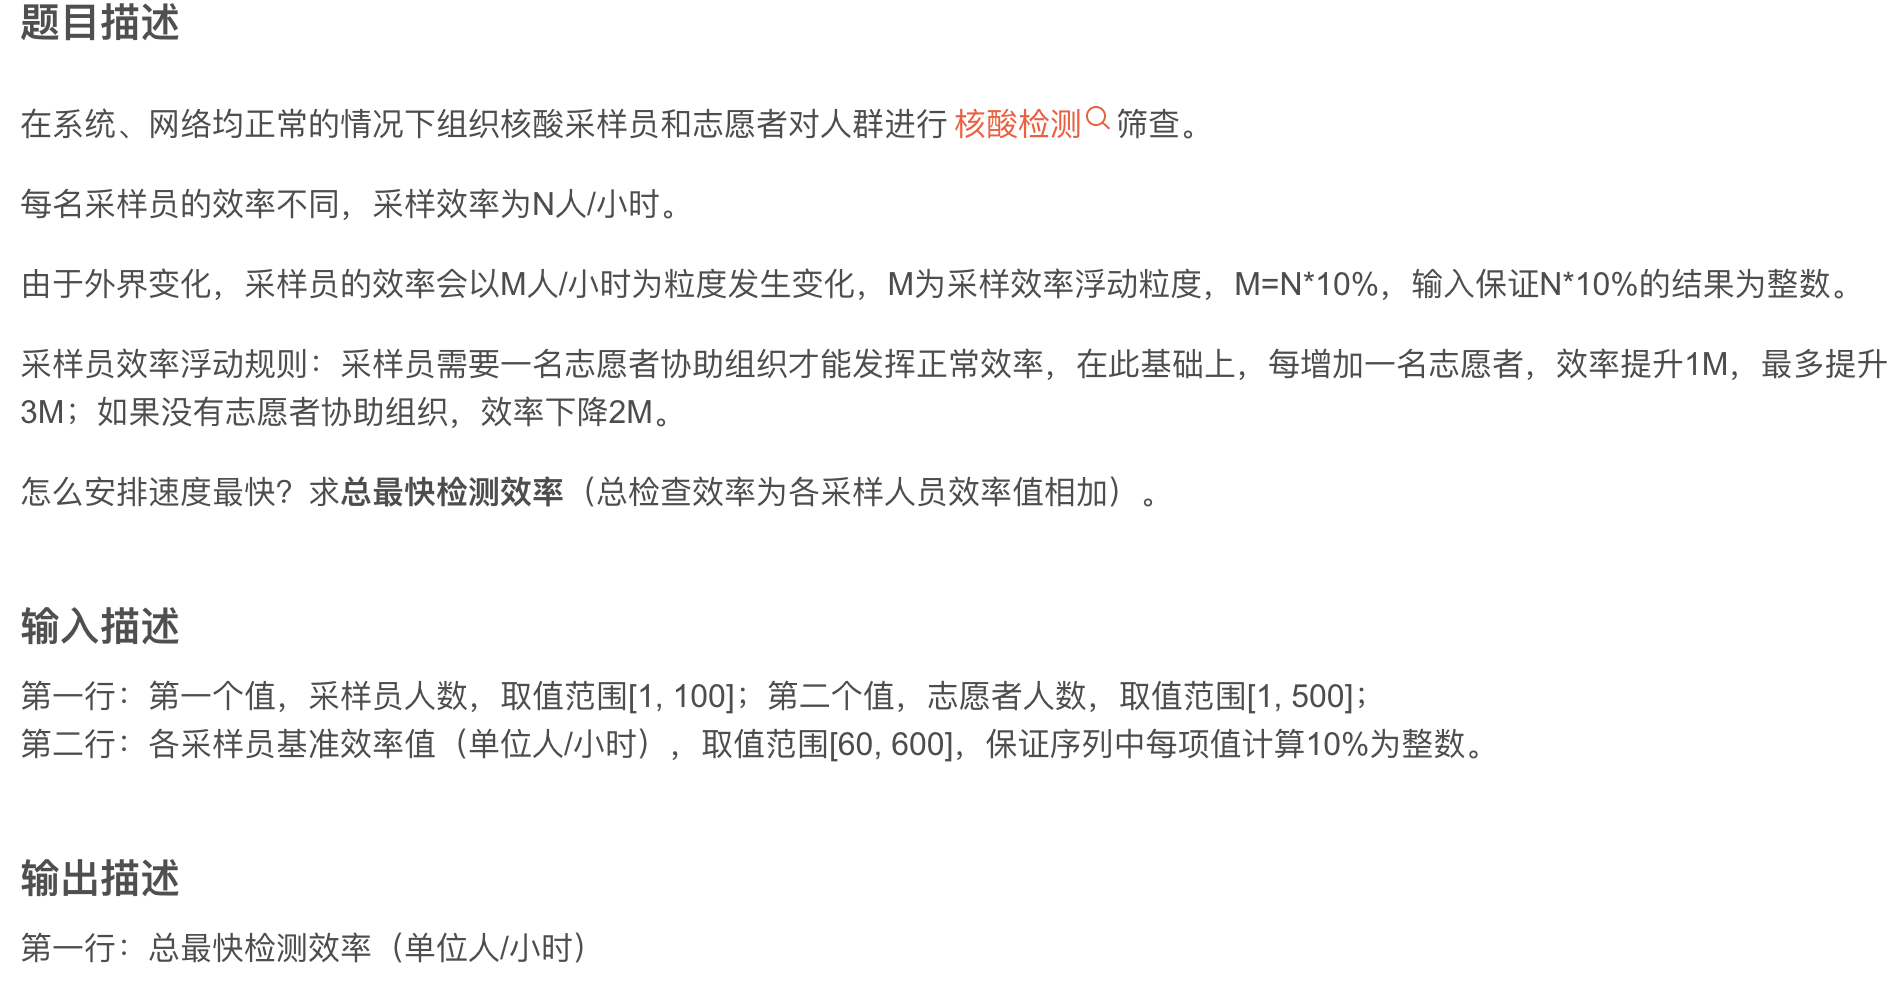 题目描述
在系统、网络均正常的情况下组织核酸采样员和志愿者对人群进行 核酸检测 筛查。
每名采样员的效率不同，采样效率为N人/小时。
由于外界变化，采样员的效率会以M人/小时为粒度发生变化，M为采样效率浮动粒度，M=N*10%，输入保证N*10%的结果为整数。
采样员效率浮动规则：采样员需要一名志愿者协助组织才能发挥正常效率，在此基础上，每增加一名志愿者，效率提升1M，最多提升
3M；如果没有志愿者协助组织，效率下降2M。
怎么安排速度最快？求总最快检测效率（总检查效率为各采样人员效率值相加）。
输入描述
第一行：第一个值，采样员人数，取值范围[1, 100]；第二个值，志愿者人数，取值范围[1, 500]；
第二行：各采样员基准效率值（单位人/小时），取值范围[60, 600]，保证序列中每项值计算10%为整数。
输出描述
第一行：总最快检测效率（单位人/小时）